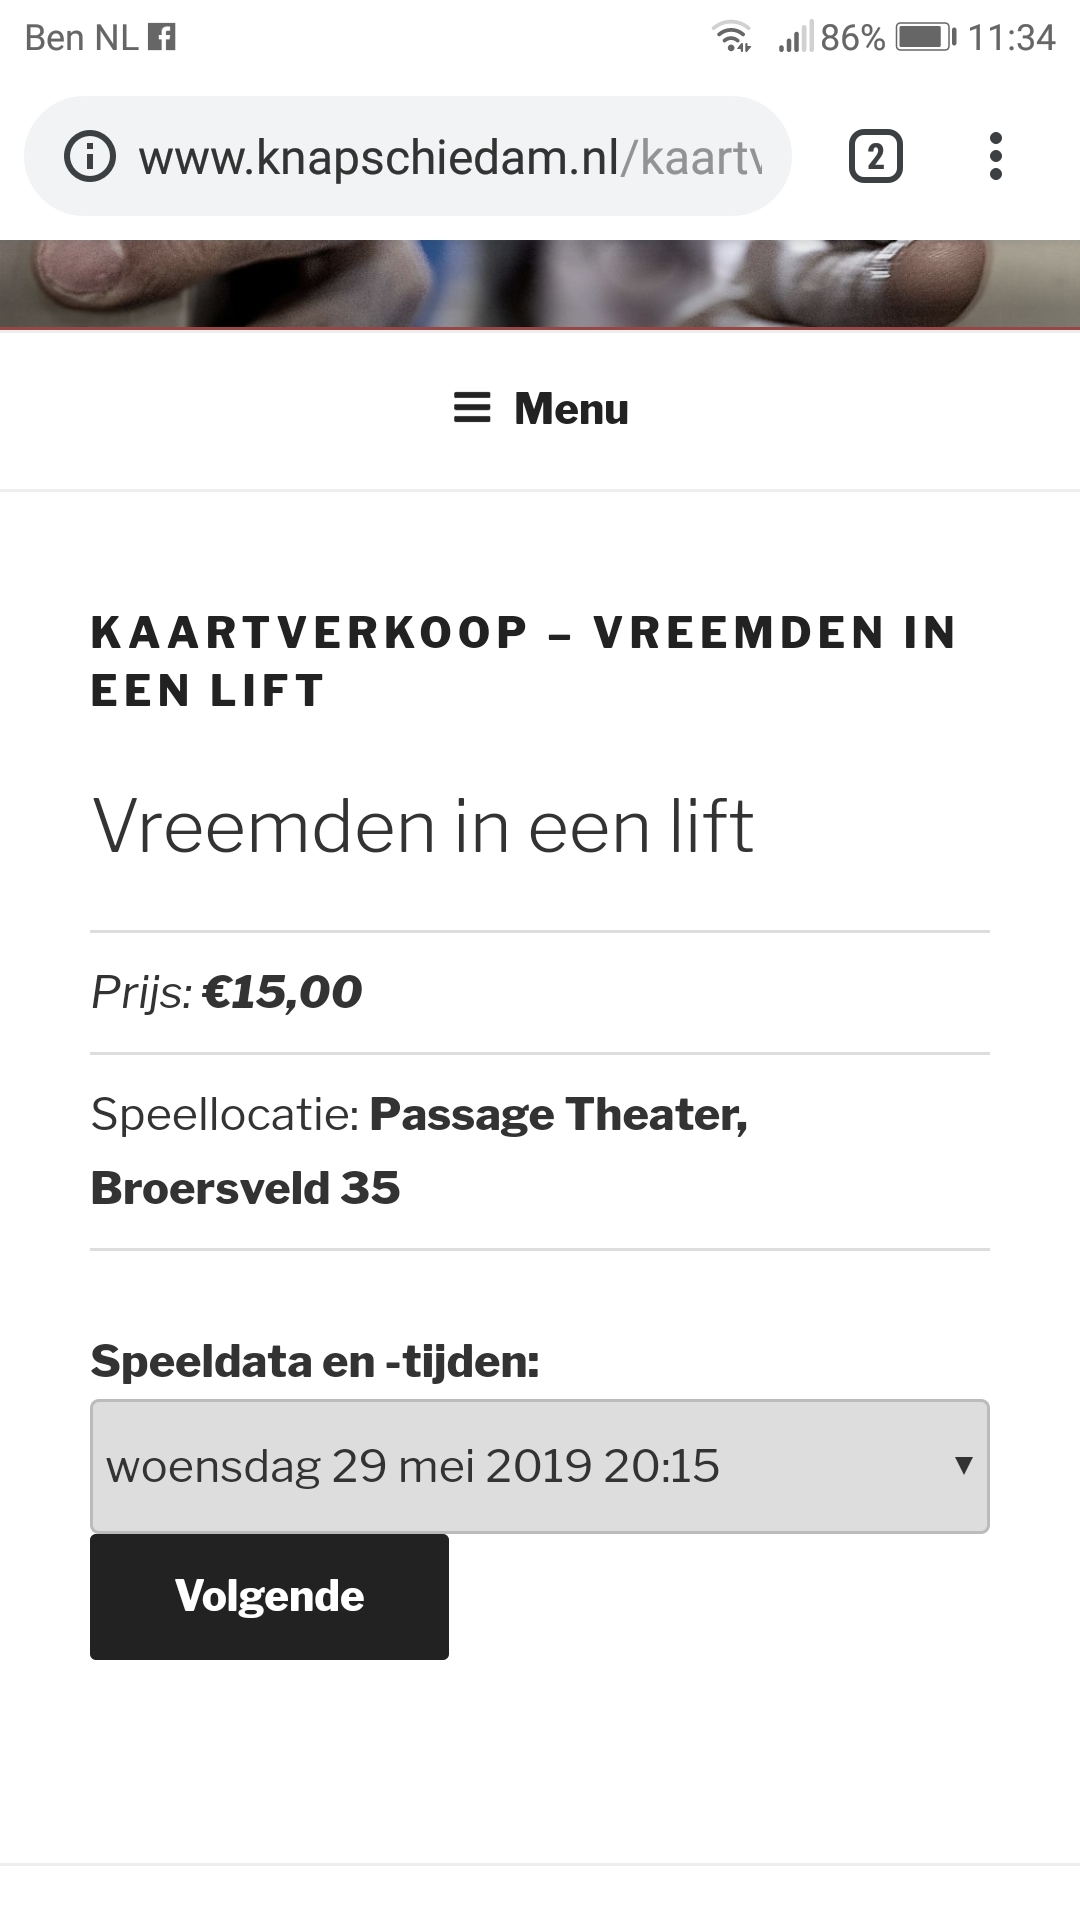 Ben NL
86% 11:34
www.knapschiedam.nl/kaartv
2
Menu
KAARTVERKOOP – VREEMDEN IN
EEN LIFT
Vreemden in een lift
Prijs: €15,00
Speellocatie: Passage Theater,
Broersveld 35
Speeldata en -tijden:
woensdag 29 mei 2019 20:15
Volgende